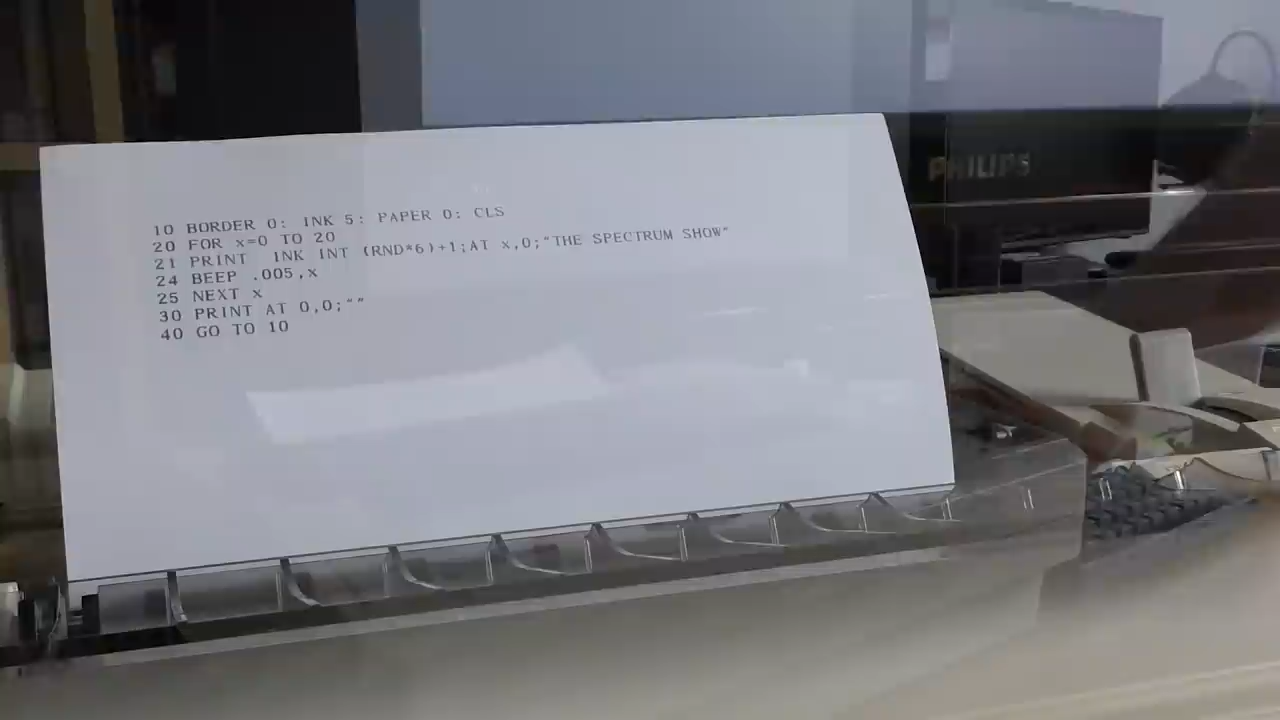 PHILIPS
10 BORDER 0: INK 5: PAPER 0: CLS
20 FOR x=0 TO 20
21 PRINT  INK INT (RND*6)+1;AT x,0;"THE SPECTRUM SHOW"
24 BEEP .005,x
25 NEXT x
30 PRINT AT 0,0;""
40 GO TO 10